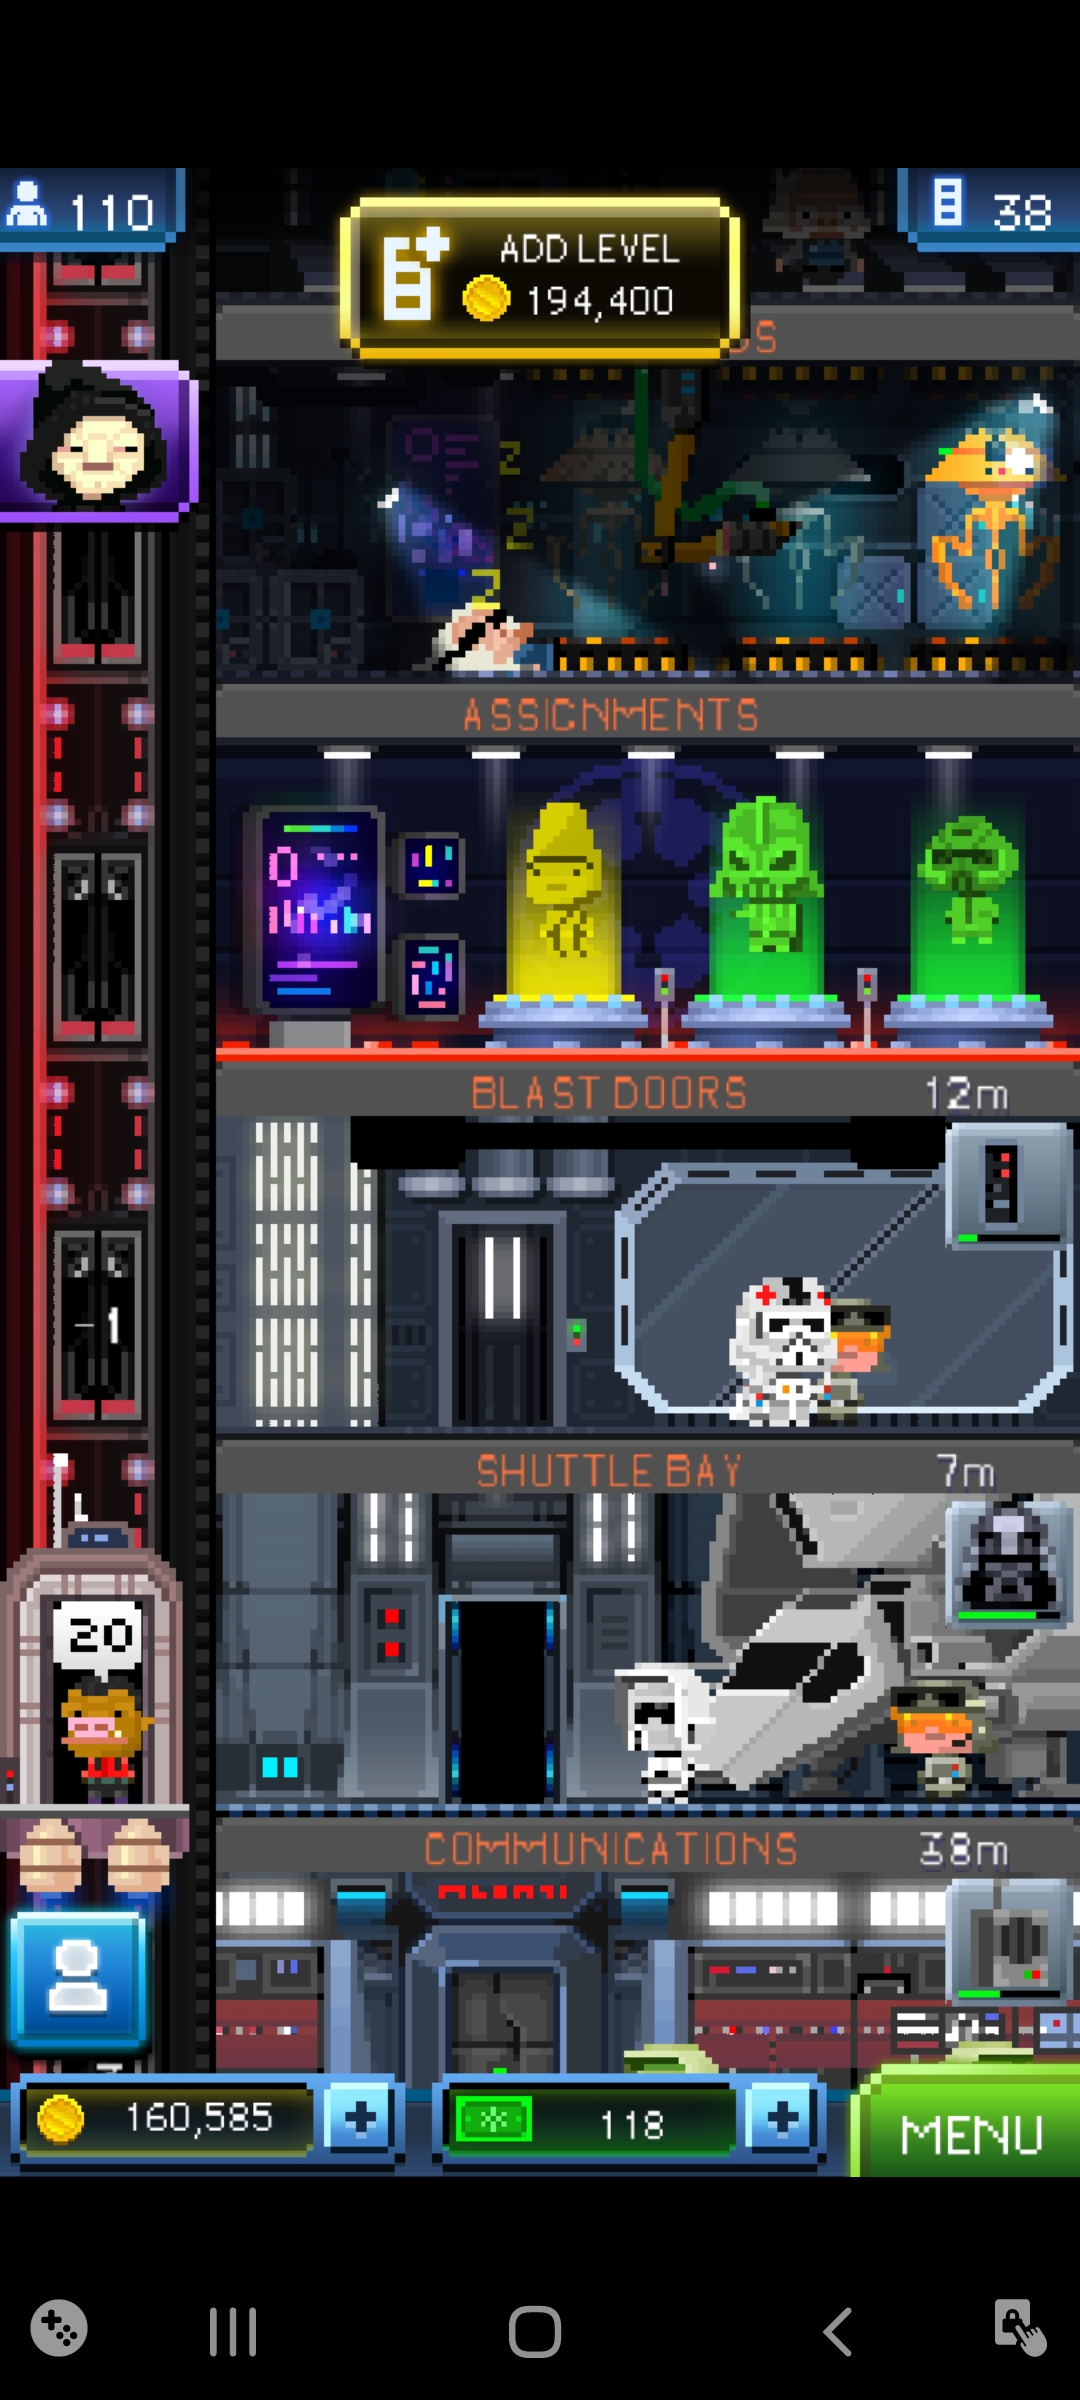 110
38
ADD LEVEL
194,400
ASSIGNMENTS
BLAST DOORS 12m
-1
SHUTTLE BAY 7m
20
COMMUNICATIONS 38m
160,585
118
MENU